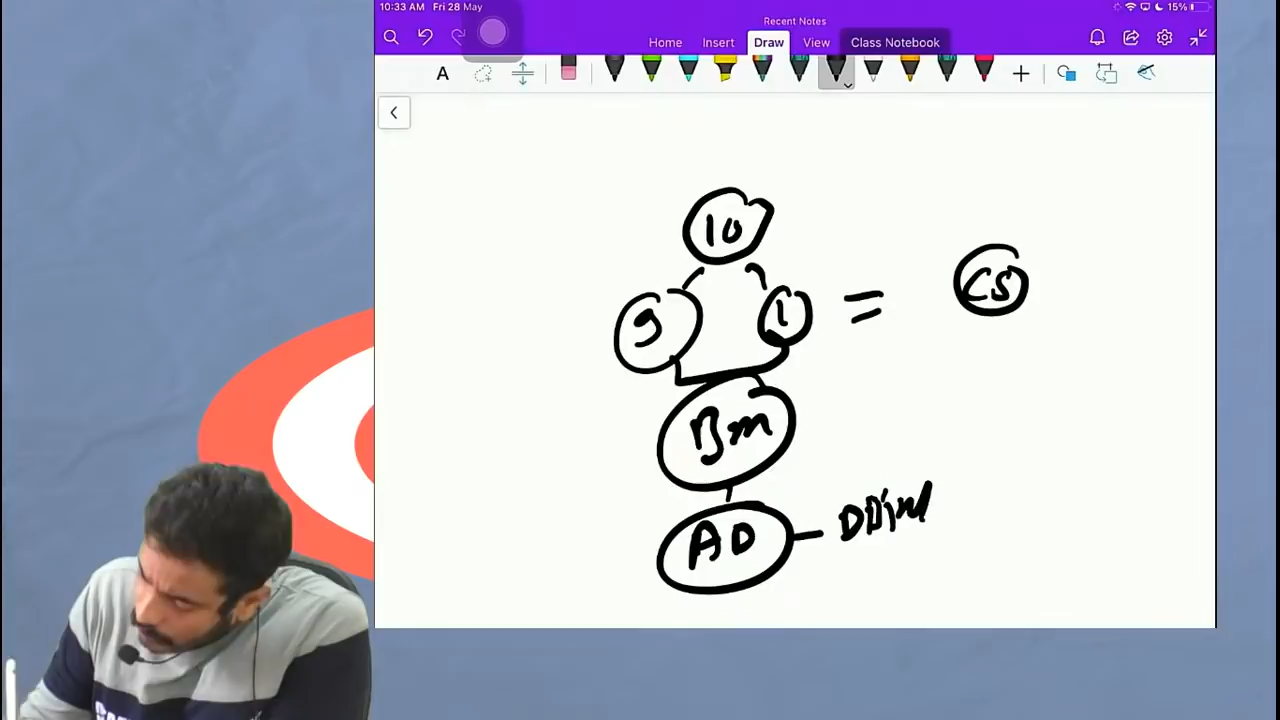 10:33 AM Fri 28 May
15%
Recent Notes
Home Insert Draw View Class Notebook
A
10
9 1 = CS
Bm
AD